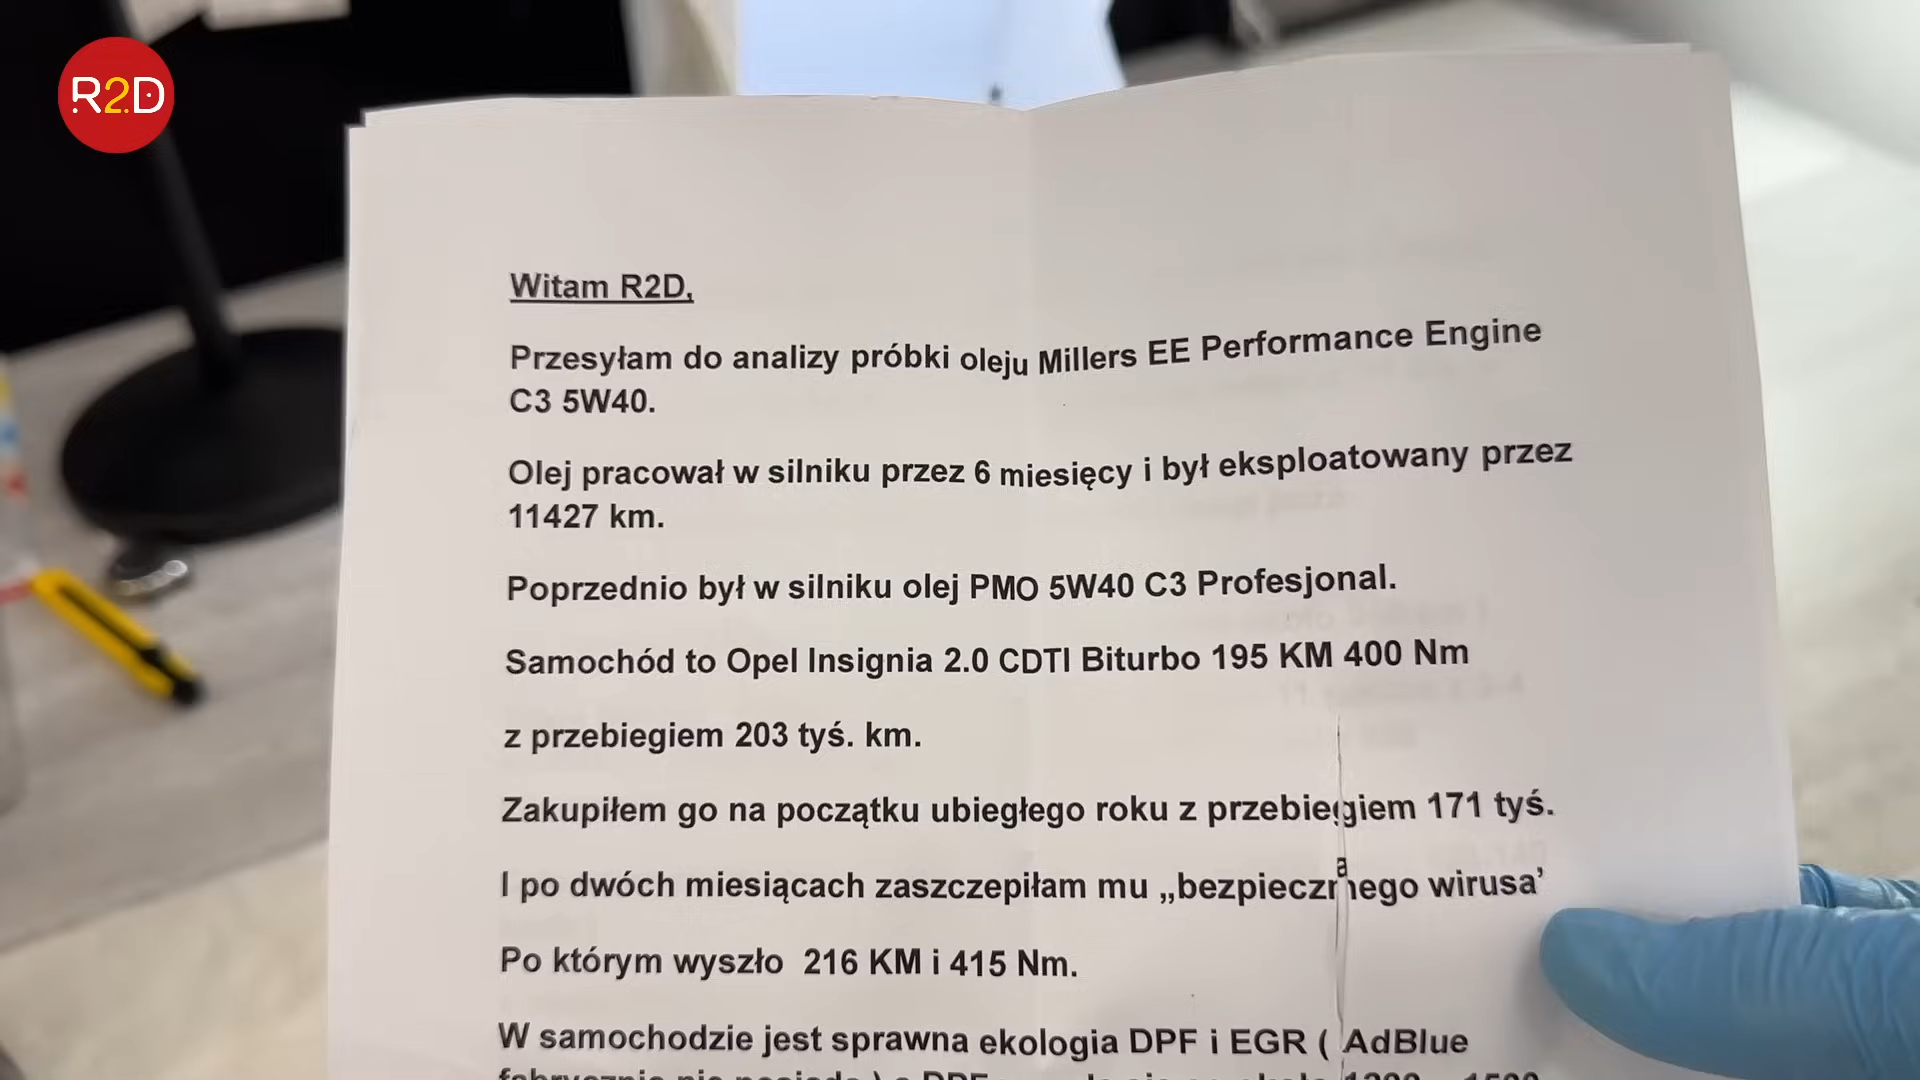 R2D
Witam R2D,
Przesyłam do analizy próbki oleju Millers EE Performance Engine
C3 5W40.
Olej pracował w silniku przez 6 miesięcy i był eksploatowany przez
11427 km.
Poprzednio był w silniku olej PMO 5W40 C3 Profesjonal.
Samochód to Opel Insignia 2.0 CDTI Biturbo 195 KM 400 Nm
z przebiegiem 203 tyś. km.
Zakupiłem go na początku ubiegłego roku z przebiegiem 171 tyś.
I po dwóch miesiącach zaszczepiłam mu „bezpiecznego wirusa’
Po którym wyszło 216 KM i 415 Nm.
W samochodzie jest sprawna ekologia DPF i EGR ( AdBlue